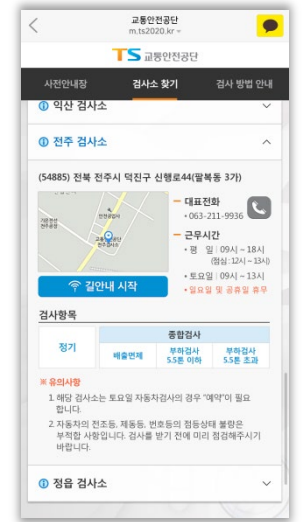 교통안전공단
m.ts2020.kr
TS 교통안전공단
사전안내장 검사소 찾기 검사 방법 안내
익산 검사소
전주 검사소
(54885) 전북 전주시 덕진구 신행로44(팔복동 3가)
대표전화
• 063-211-9936
근무시간
• 평 일 | 09시 ~ 18시
(점심 : 12시 ~ 13시)
• 토요일 | 09시 ~ 13시
• 일요일 및 공휴일 휴무
길안내 시작
검사항목
정기
종합검사
배출면제
부하검사
5.5톤 이하
부하검사
5.5톤 초과
※ 유의사항
1. 해당 검사소는 토요일 자동차검사의 경우 "예약"이 필요
합니다.
2. 자동차의 전조등, 제동등, 번호등의 점등상태 불량은
부적합 사항입니다. 검사를 받기 전에 미리 점검해주시기
바랍니다.
정읍 검사소